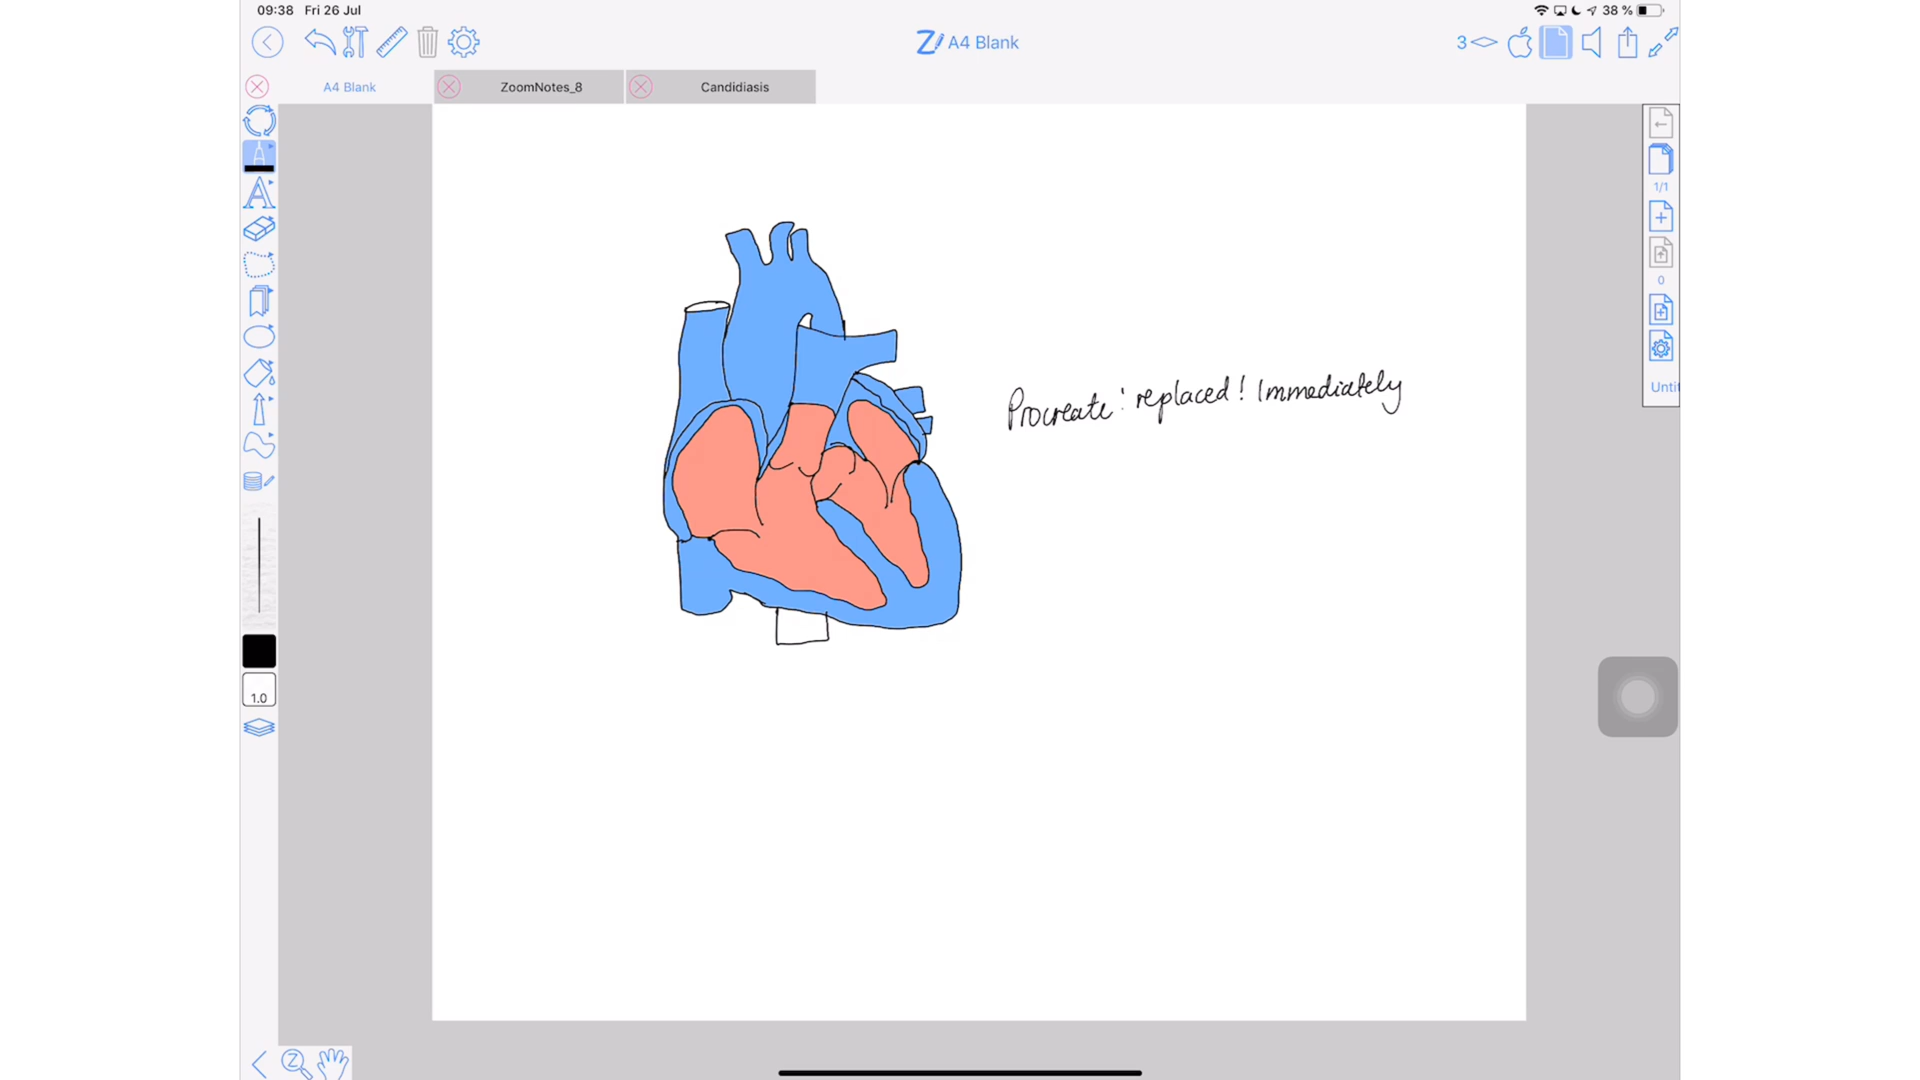 09:38 Fri 26 Jul
38 %
A4 Blank
3
A4 Blank
ZoomNotes_8
Candidiasis
1/1
0
Untit
Procreate: replaced! Immediately
1.0